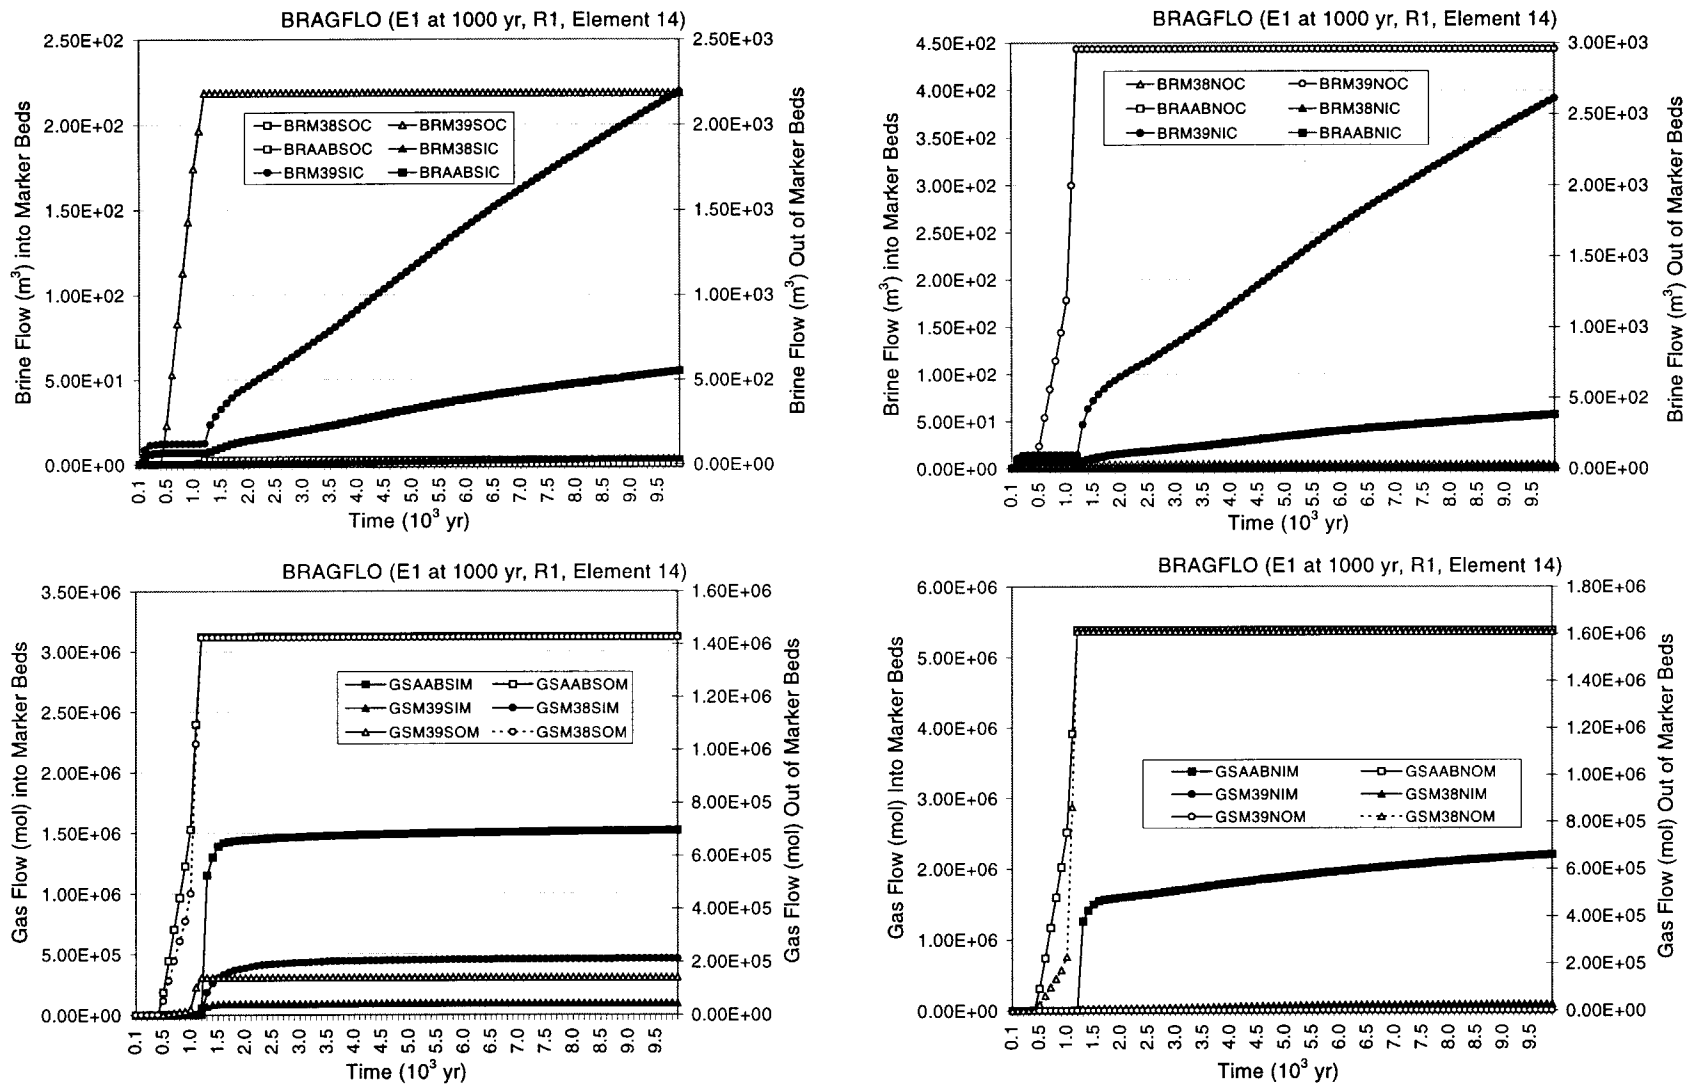 BRAGFLO (E1 at 1000 yr, R1, Element 14)
Brine Flow (m³) into Marker Beds
2.50E+02
2.00E+02
1.50E+02
1.00E+02
5.00E+01
0.00E+00
BRM38SOC BRM39SOC
BRAABSOC BRM38SIC
BRM39SIC BRAABSIC
2.50E+03
2.00E+03
1.50E+03
1.00E+03
5.00E+02
0.00E+00
Brine Flow (m³) Out of Marker Beds
0.1 0.5 1.0 1.5 2.0 2.5 3.0 3.5 4.0 4.5 5.0 5.5 6.0 6.5 7.0 7.5 8.0 8.5 9.0 9.5
Time (10³ yr)
BRAGFLO (E1 at 1000 yr, R1, Element 14)
Brine Flow (m³) into Marker Beds
4.50E+02
4.00E+02
3.50E+02
3.00E+02
2.50E+02
2.00E+02
1.50E+02
1.00E+02
5.00E+01
0.00E+00
BRM38NOC BRM39NOC
BRAABNOC BRM38NIC
BRM39NIC BRAABNIC
3.00E+03
2.50E+03
2.00E+03
1.50E+03
1.00E+03
5.00E+02
0.00E+00
Brine Flow (m³) Out of Marker Beds
0.1 0.5 1.0 1.5 2.0 2.5 3.0 3.5 4.0 4.5 5.0 5.5 6.0 6.5 7.0 7.5 8.0 8.5 9.0 9.5
Time (10³ yr)
BRAGFLO (E1 at 1000 yr, R1, Element 14)
Gas Flow (mol) into Marker Beds
3.50E+06
3.00E+06
2.50E+06
2.00E+06
1.50E+06
1.00E+06
5.00E+05
0.00E+00
GSAABSIM GSAABSOM
GSM39SIM GSM38SIM
GSM39SOM GSM38SOM
1.60E+06
1.40E+06
1.20E+06
1.00E+06
8.00E+05
6.00E+05
4.00E+05
2.00E+05
0.00E+00
Gas Flow (mol) Out of Marker Beds
0.1 0.5 1.0 1.5 2.0 2.5 3.0 3.5 4.0 4.5 5.0 5.5 6.0 6.5 7.0 7.5 8.0 8.5 9.0 9.5
Time (10³ yr)
BRAGFLO (E1 at 1000 yr, R1, Element 14)
Gas Flow (mol) Into Marker Beds
6.00E+06
5.00E+06
4.00E+06
3.00E+06
2.00E+06
1.00E+06
0.00E+00
GSAABNIM GSAABNOM
GSM39NIM GSM38NIM
GSM39NOM GSM38NOM
1.80E+06
1.60E+06
1.40E+06
1.20E+06
1.00E+06
8.00E+05
6.00E+05
4.00E+05
2.00E+05
0.00E+00
Gas Flow (mol) Out of Marker Beds
0.1 0.5 1.0 1.5 2.0 2.5 3.0 3.5 4.0 4.5 5.0 5.5 6.0 6.5 7.0 7.5 8.0 8.5 9.0 9.5
Time (10³ yr)